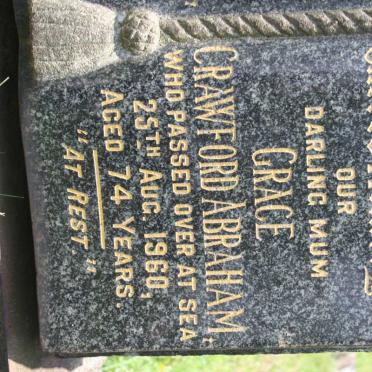 OUR
DARLING MUM
GRACE
CRAWFORD ABRAHAM,
WHO PASSED OVER AT SEA
25TH AUG. 1960,
AGED 74 YEARS.
"AT REST."